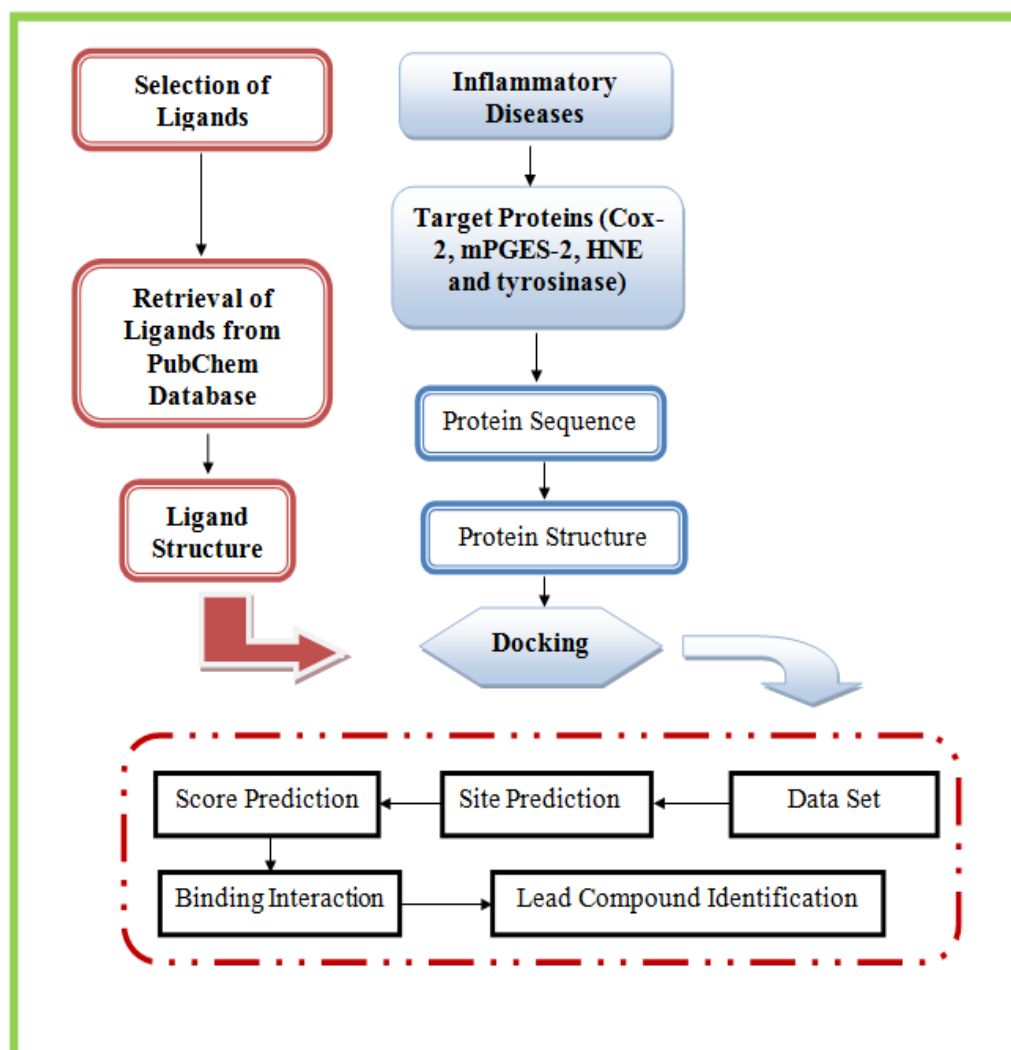 Selection of
Ligands
Retrieval of
Ligands from
PubChem
Database
Ligand
Structure
Inflammatory
Diseases
Target Proteins (Cox-
2, mPGES-2, HNE
and tyrosinase)
Protein Sequence
Protein Structure
Docking
Data Set
Site Prediction
Score Prediction
Binding Interaction
Lead Compound Identification